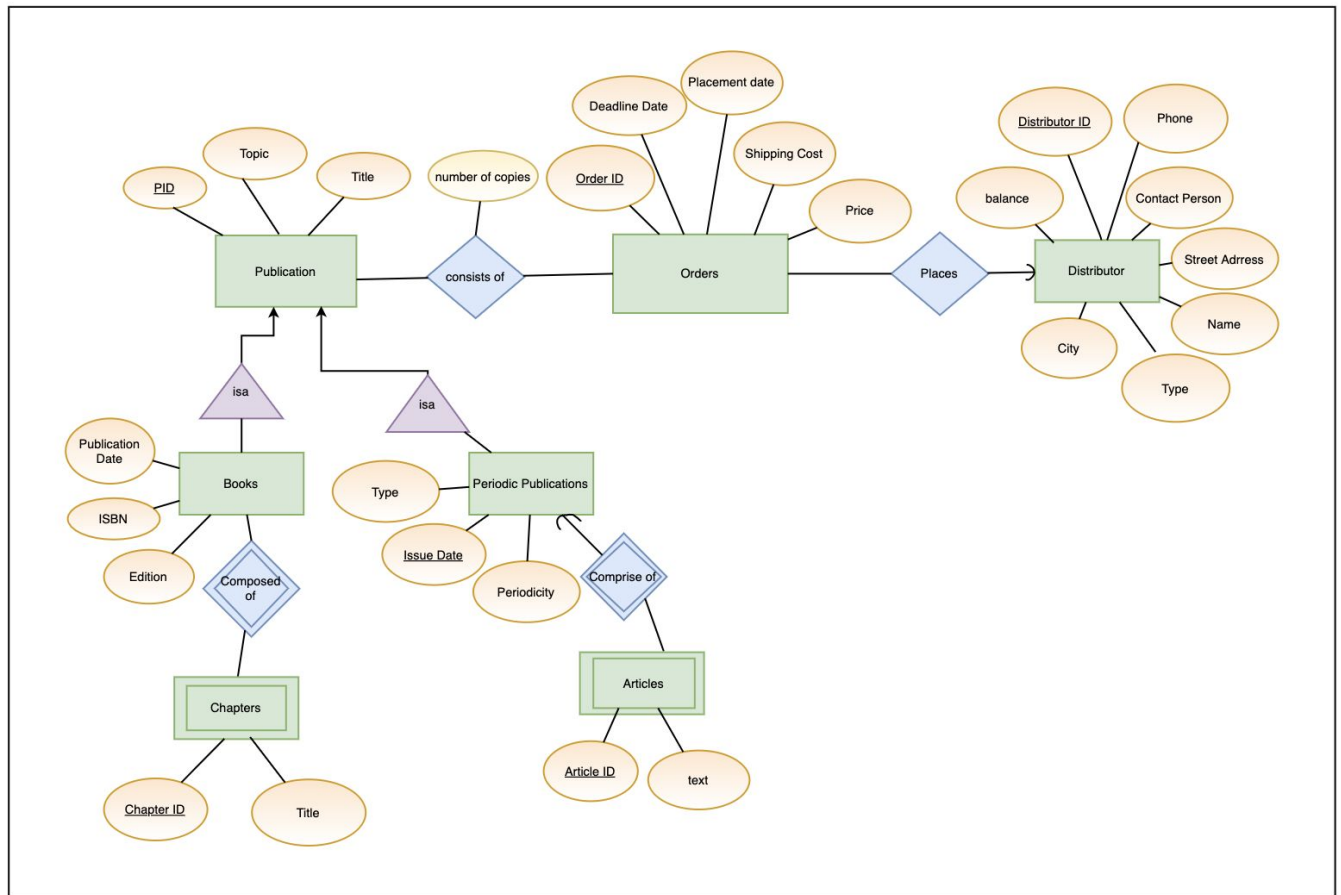 Placement date
Deadline Date
Distributor ID
Phone
Topic
Shipping Cost
PID
Title
number of copies
Order ID
balance
Contact Person
Price
Publication
consists of
Orders
Places
Distributor
Street Adrress
Name
City
Type
isa
isa
Publication
Date
Books
Type
Periodic Publications
ISBN
Issue Date
Edition
Composed
of
Periodicity
Comprise of
Chapters
Articles
Article ID
text
Chapter ID
Title